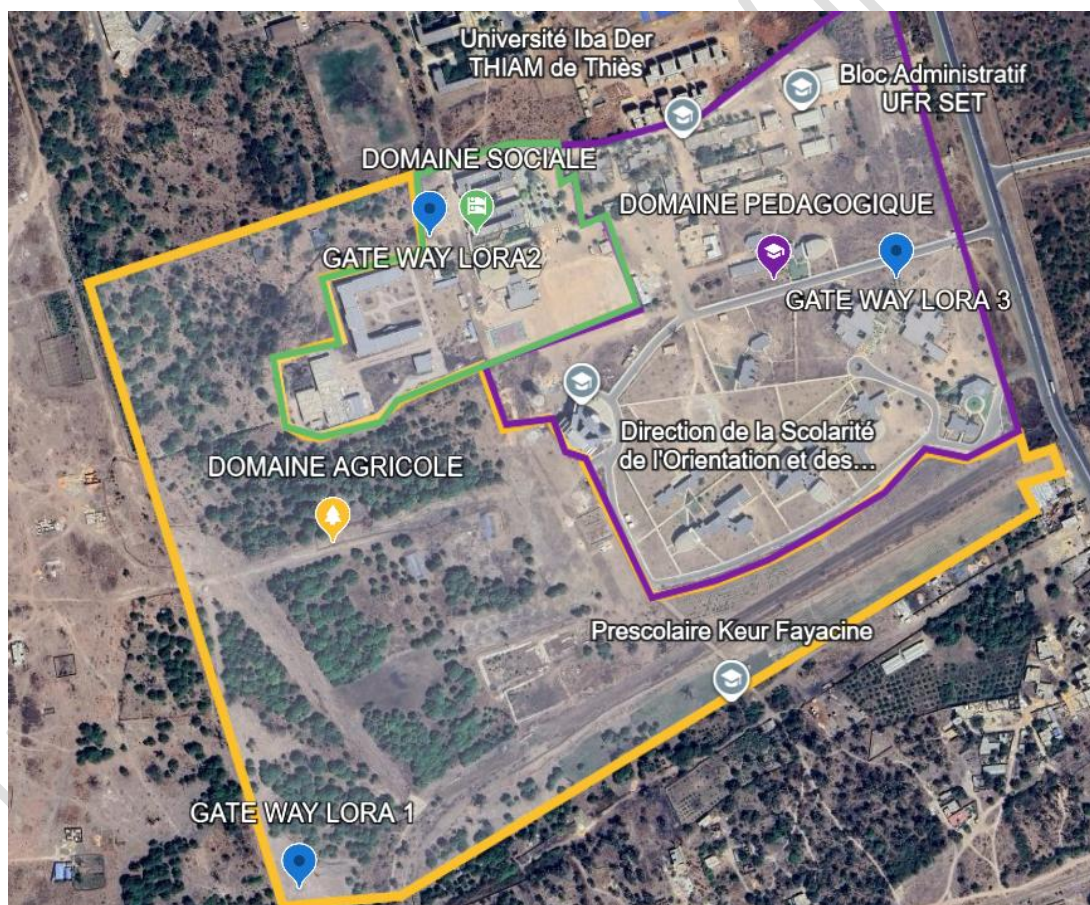 Université Iba Der
THIAM de Thiès
Bloc Administratif
UFR SET
DOMAINE SOCIALE
DOMAINE PEDAGOGIQUE
GATE WAY LORA2
GATE WAY LORA 3
Direction de la Scolarité
de l'Orientation et des...
DOMAINE AGRICOLE
Prescolaire Keur Fayacine
GATE WAY LORA 1